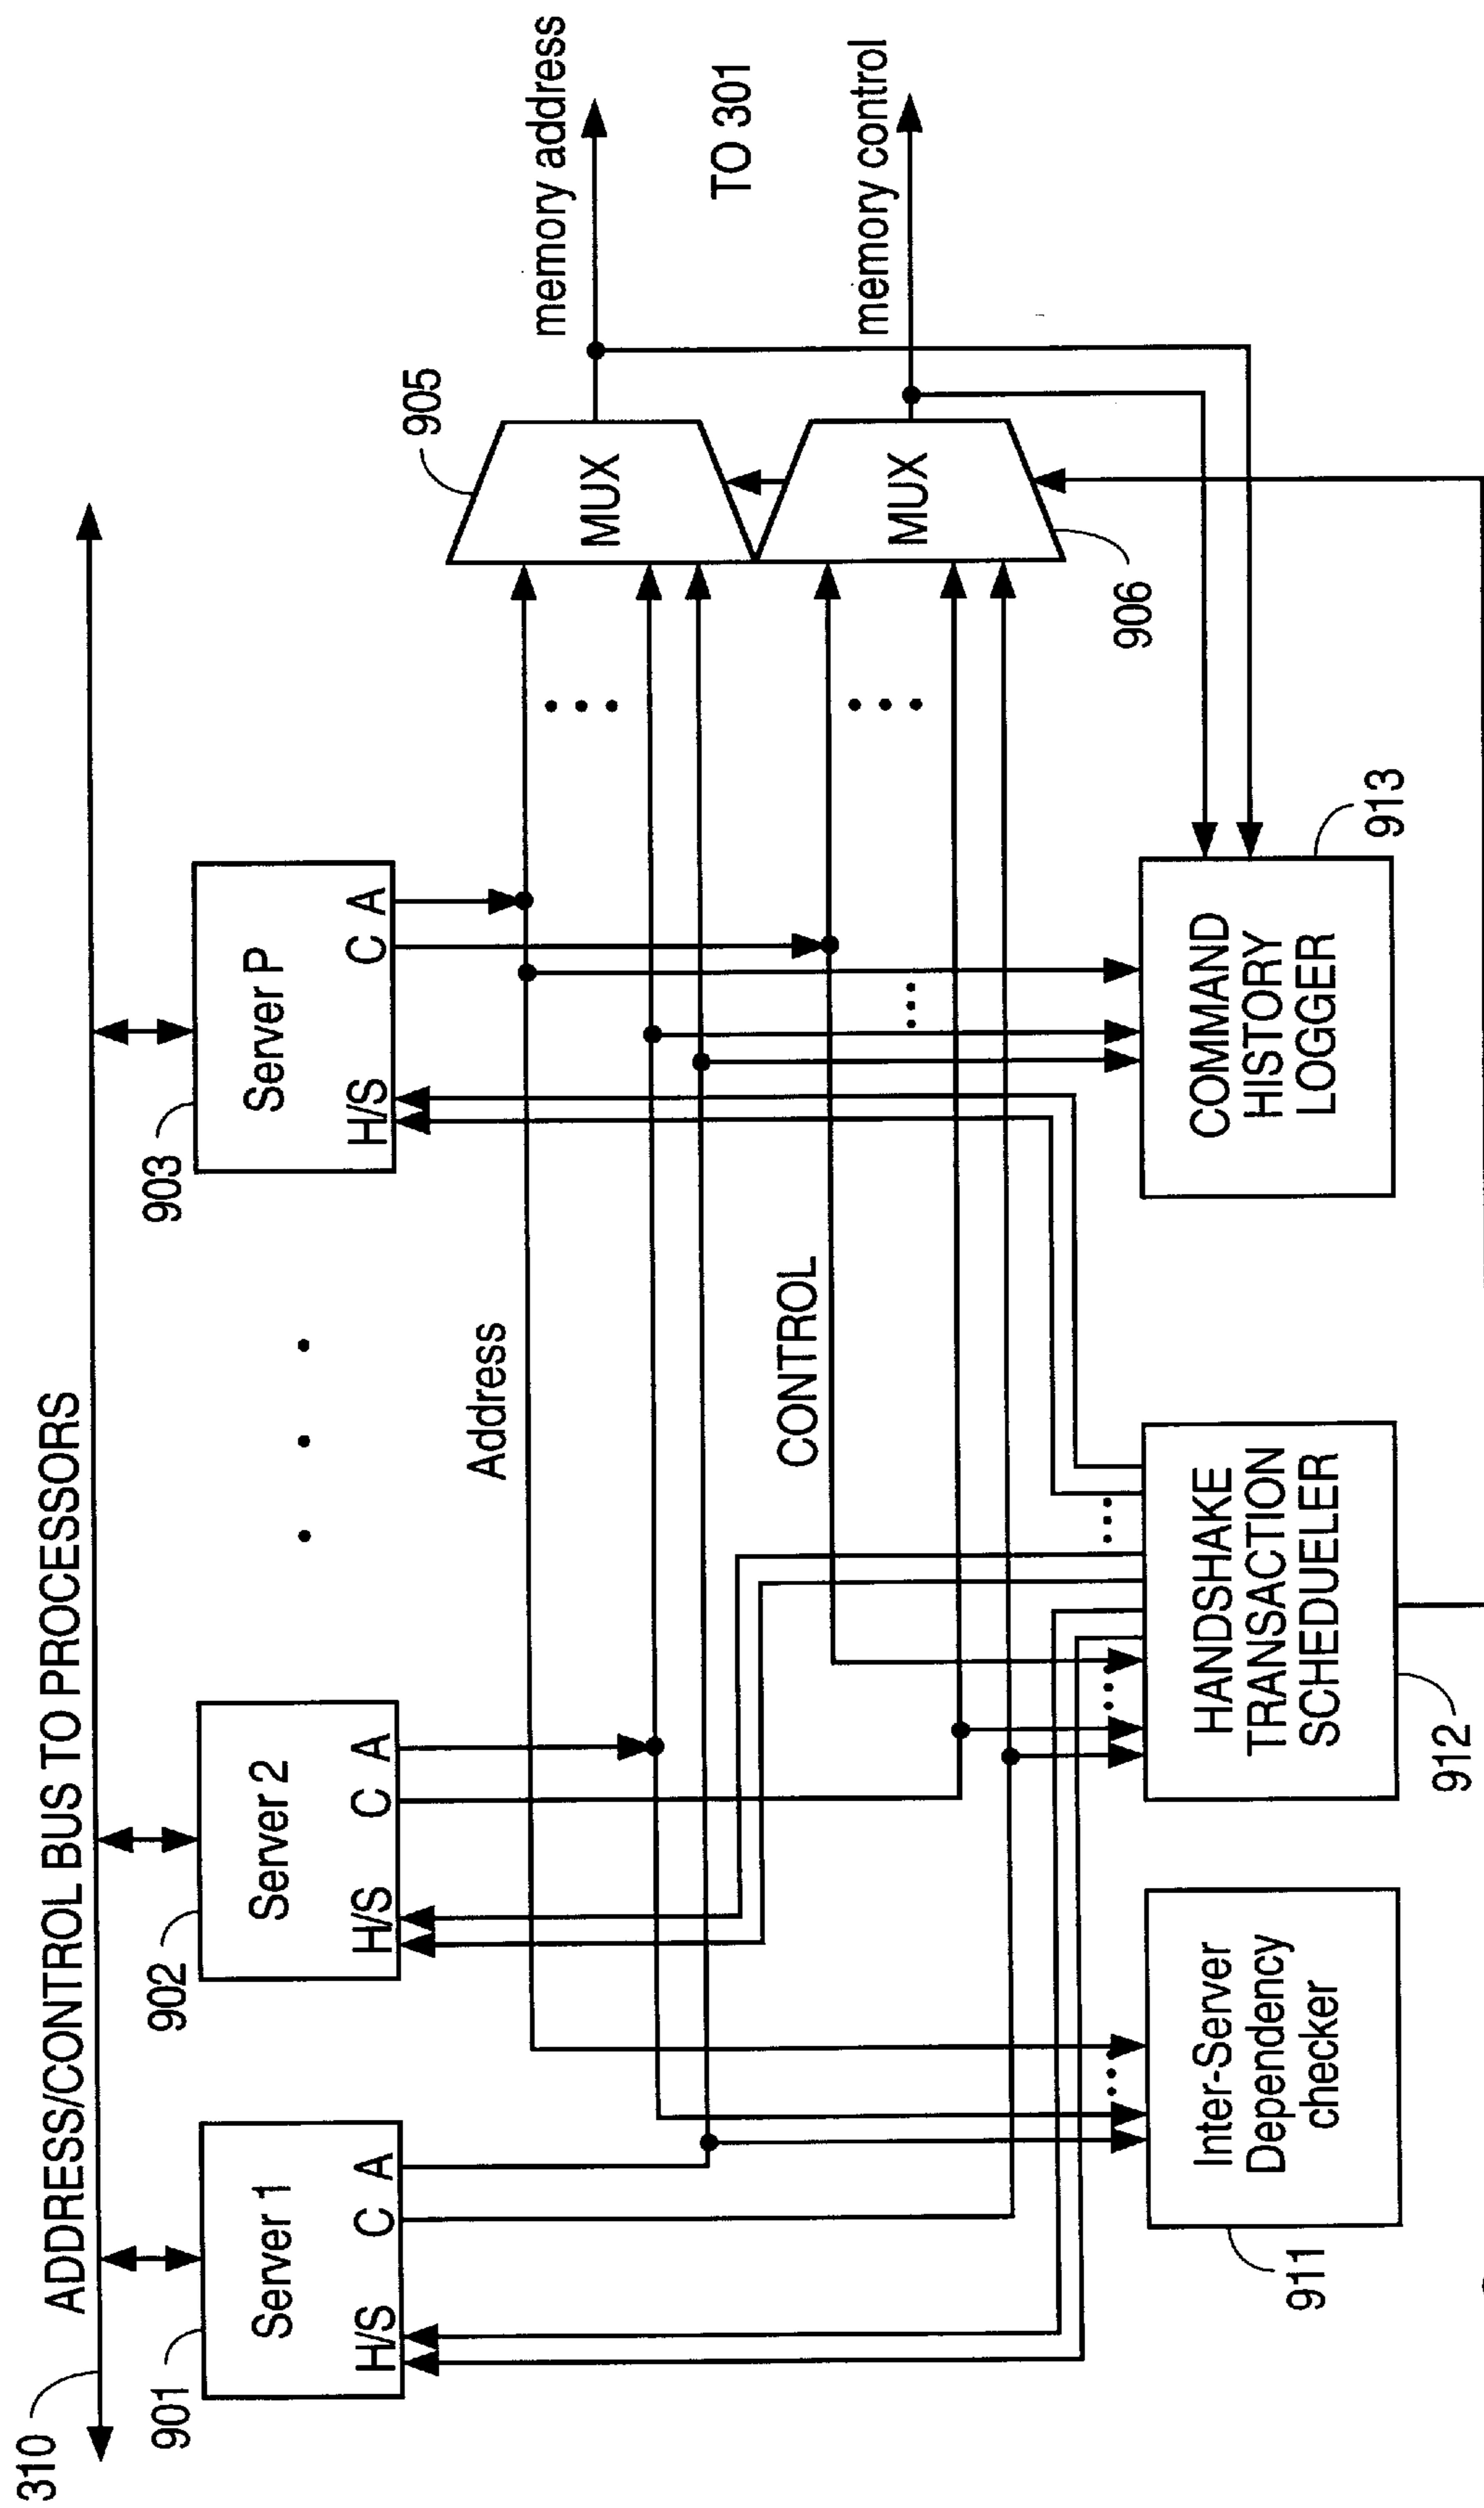 310
ADDRESS/CONTROL BUS TO PROCESSORS
901
Server 1
H/S C A
902
Server 2
H/S C A
903
Server P
H/S C A
Address
CONTROL
905
MUX
MUX
906
memory address
TO 301
memory control
911
Inter-Server
Dependency
checker
912
HANDSHAKE
TRANSACTION
SCHEDUELER
913
COMMAND
HISTORY
LOGGER